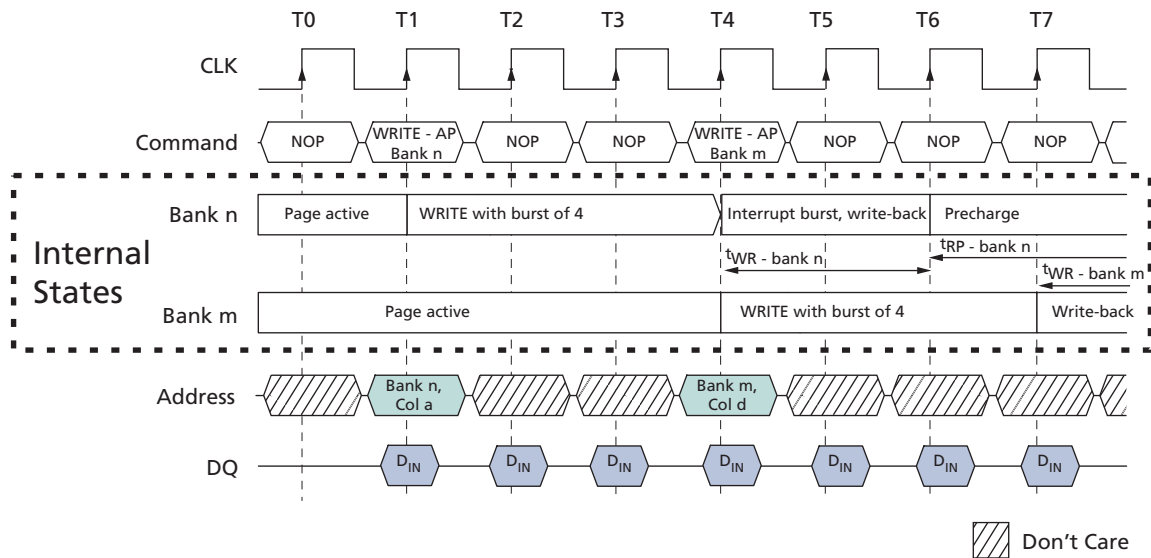 T0 T1 T2 T3 T4 T5 T6 T7
CLK
Command NOP WRITE - AP Bank n NOP NOP WRITE - AP Bank m NOP NOP NOP
Internal States
Bank n Page active WRITE with burst of 4 Interrupt burst, write-back Precharge
tWR - bank n tRP - bank n
tWR - bank m
Bank m Page active WRITE with burst of 4 Write-back
Address Bank n, Col a Bank m, Col d
DQ DIN DIN DIN DIN DIN DIN DIN
Don't Care